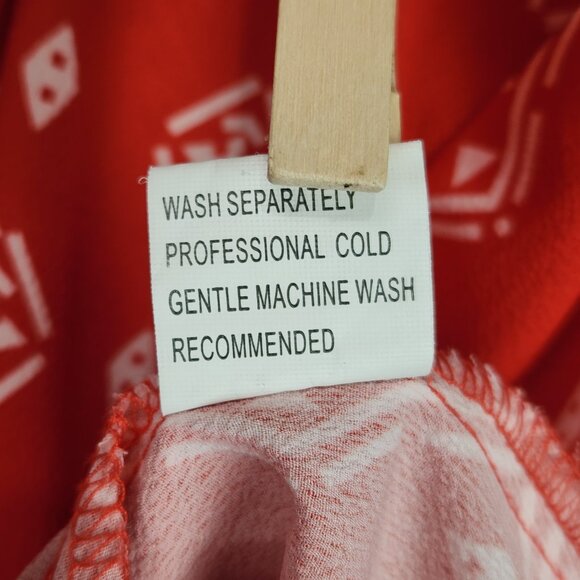 WASH SEPARATELY
PROFESSIONAL COLD
GENTLE MACHINE WASH
RECOMMENDED